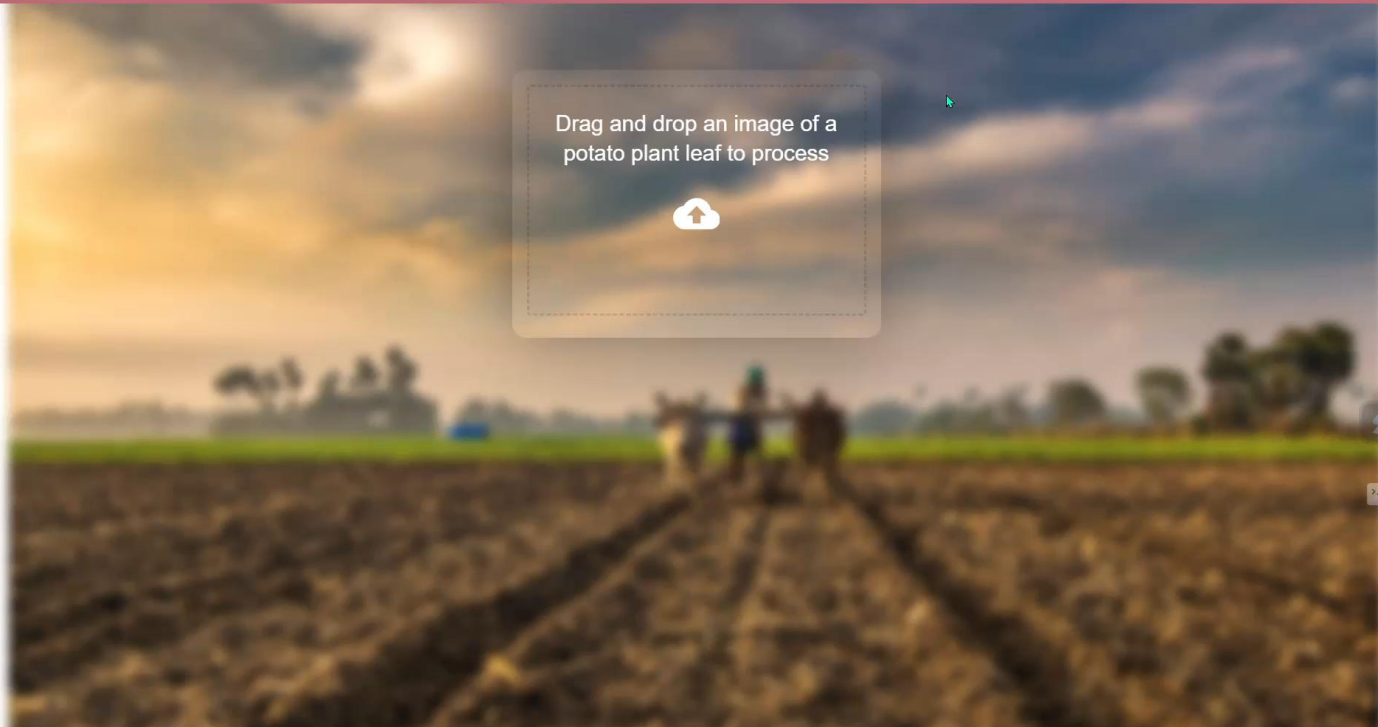 Drag and drop an image of a
potato plant leaf to process